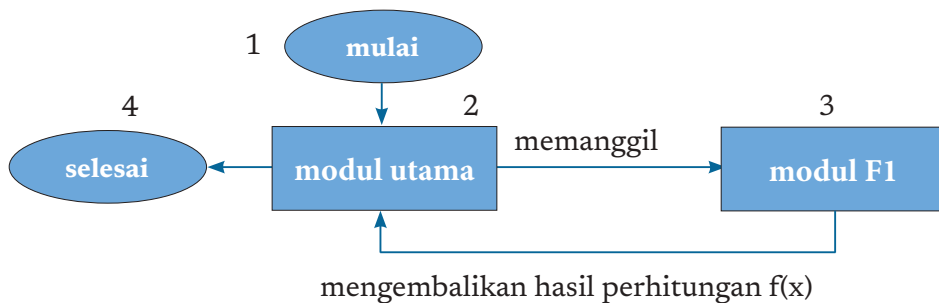 1
mulai
4
2
3
selesai
modul utama
memanggil
modul F1
mengembalikan hasil perhitungan f(x)